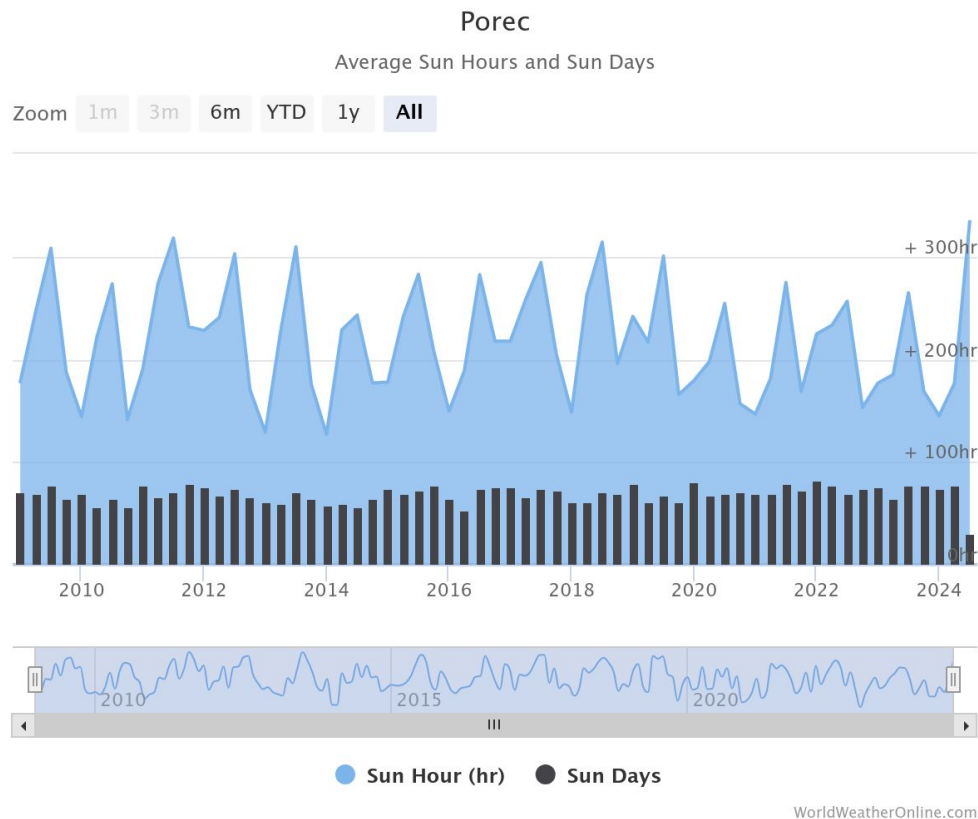 Porec
Average Sun Hours and Sun Days
Zoom 1m 3m 6m YTD 1y All
+ 300hr
+ 200hr
+ 100hr
0hr
2010 2012 2014 2016 2018 2020 2022 2024
2010 2015 2020
Sun Hour (hr) Sun Days
WorldWeatherOnline.com